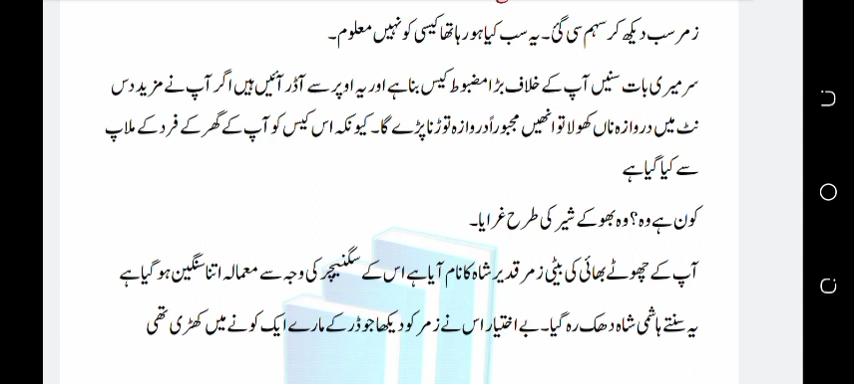 زمر سب دیکھ کر سہم سی گئی۔ یہ سب کیا ہو رہا تھا کیسی کو نہیں معلوم۔
سر میری بات سنیں آپ کے خلاف بڑا مضبوط کیس بنا ہے اور یہ اوپر سے آڈر آئیں ہیں اگر آپ نے مزید دس
نٹ میں دروازہ ناں کھولا تو انھیں مجبوراً دروازہ توڑنا پڑے گا۔ کیونکہ اس کیس کو آپ کے گھر کے فرد کے ملاپ
سے کیا گیا ہے
کون ہے وہ؟ وہ بھوکے شیر کی طرح غرایا۔
آپ کے چھوٹے بھائی کی بیٹی زمر قدیر شاہ کا نام آیا ہے اس کے سگنیچر کی وجہ سے معمالہ اتنا سنگین ہو گیا ہے
یہ سنتے ہاشمی شاہ دھک رہ گیا۔ بے اختیار اس نے زمر کو دیکھا جو ڈر کے مارے ایک کونے میں کھڑی تھی